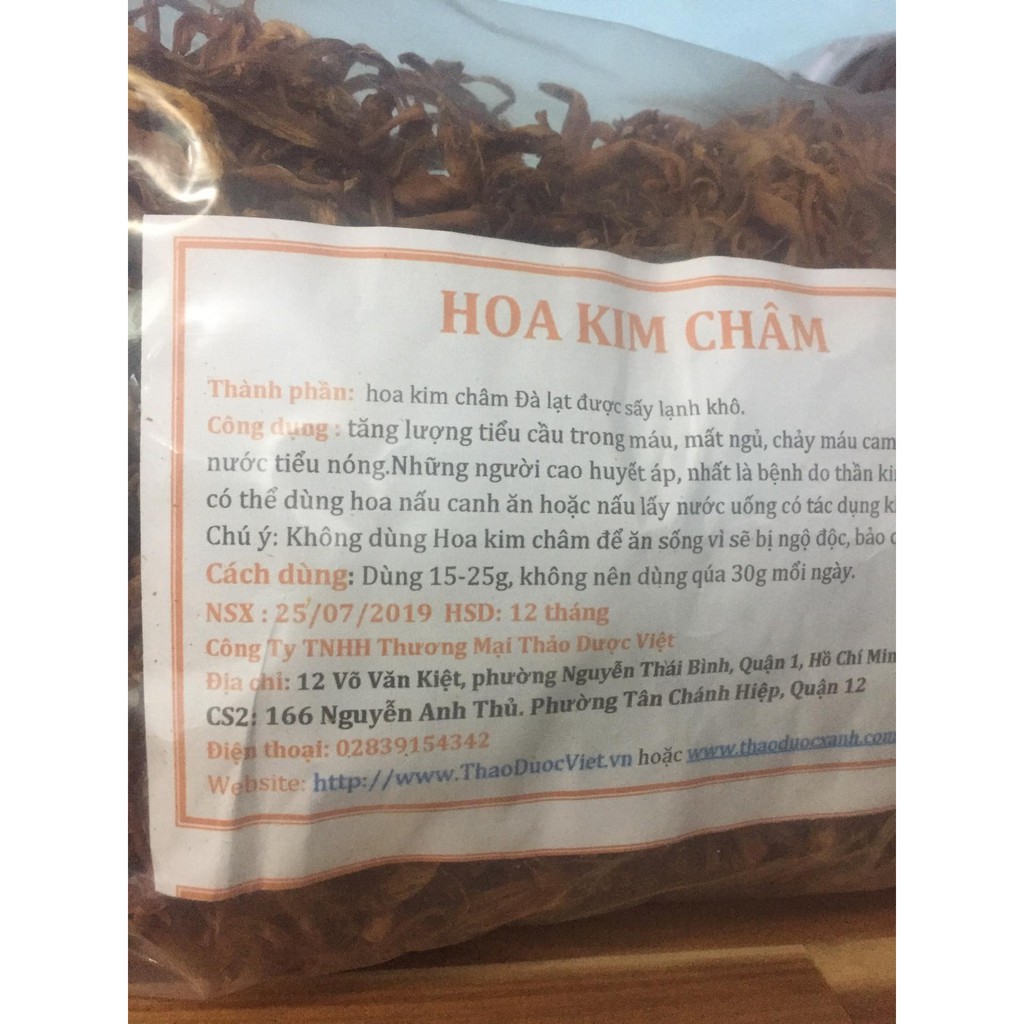 HOA KIM CHÂM
Thành phần: hoa kim châm Đà lạt được sấy lạnh khô.
Công dụng : tăng lượng tiểu cầu trong máu, mất ngủ, chảy máu cam
nước tiểu nóng.Những người cao huyết áp, nhất là bệnh do thần
có thể dùng hoa nấu canh ăn hoặc nấu lấy nước uống có tác dụng
Chú ý: Không dùng Hoa kim châm để ăn sống vì sẽ bị ngộ độc, bảo
Cách dùng: Dùng 15-25g, không nên dụng qúa 30g mỗi ngày.
NSX : 25/07/2019 HSD: 12 tháng
Công Ty TNHH Thương Mại Thảo Dược Việt
Địa chỉ: 12 Võ Văn Kiệt, phường Nguyễn Thái Bình, Quận 1, Hồ Chí
CS2: 166 Nguyễn Anh Thủ. Phường Tân Chánh Hiệp, Quận 12
Điện thoại: 02839154342
Website: http://www.ThaoDuocViet.vn hoặc www.thaoduocxanh.com